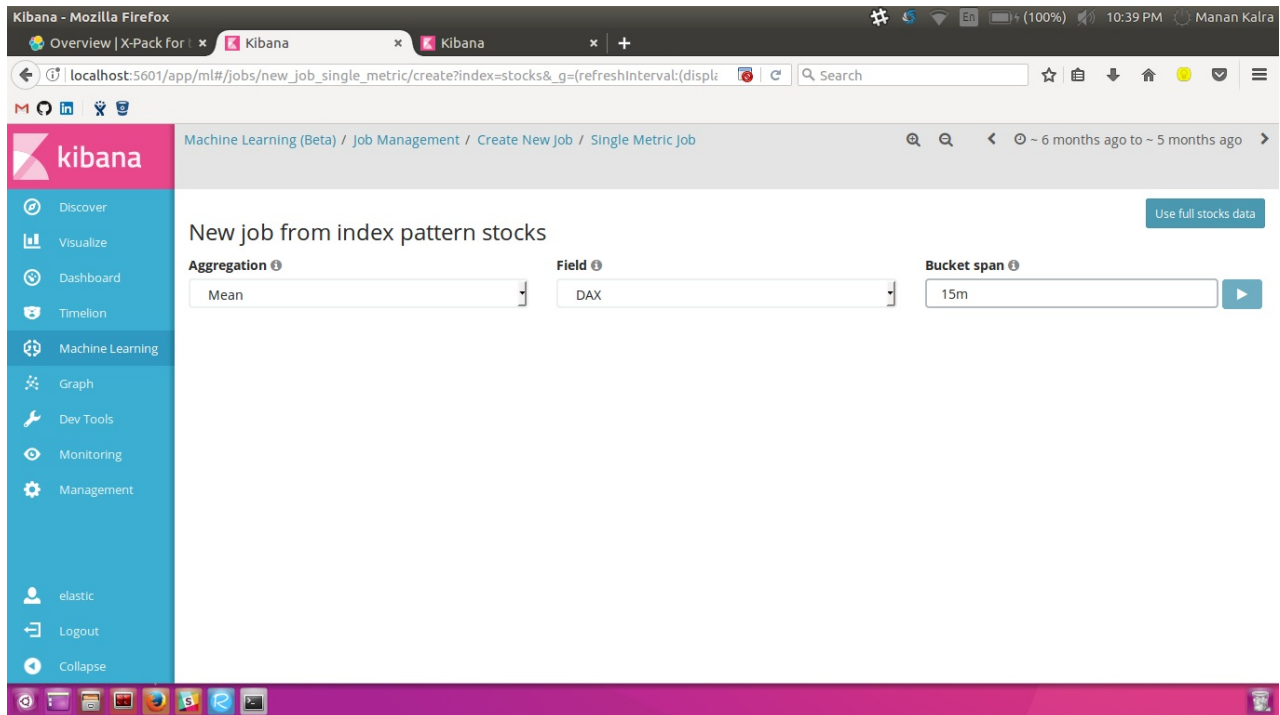 Kibana - Mozilla Firefox
En (100%) 10:39 PM Manan Kalra
Overview | X-Pack for Kibana Kibana
localhost:5601/app/ml#/jobs/new_job_single_metric/create?index=stocks&_g=(refreshInterval:(displa Search
kibana
Machine Learning (Beta) / Job Management / Create New Job / Single Metric Job
~ 6 months ago to ~ 5 months ago
Discover
Visualize
Dashboard
Timelion
Machine Learning
Graph
Dev Tools
Monitoring
Management
elastic
Logout
Collapse
Use full stocks data
New job from index pattern stocks
Aggregation Field Bucket span
Mean DAX 15m